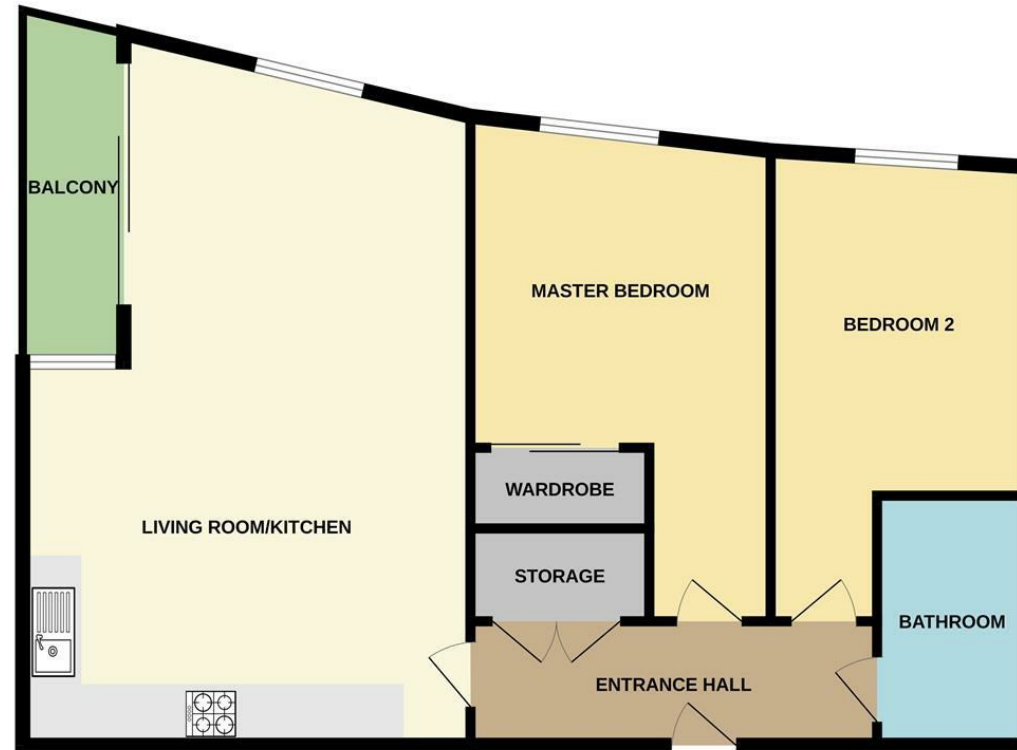 BALCONY
MASTER BEDROOM
BEDROOM 2
WARDROBE
LIVING ROOM/KITCHEN
STORAGE
BATHROOM
ENTRANCE HALL